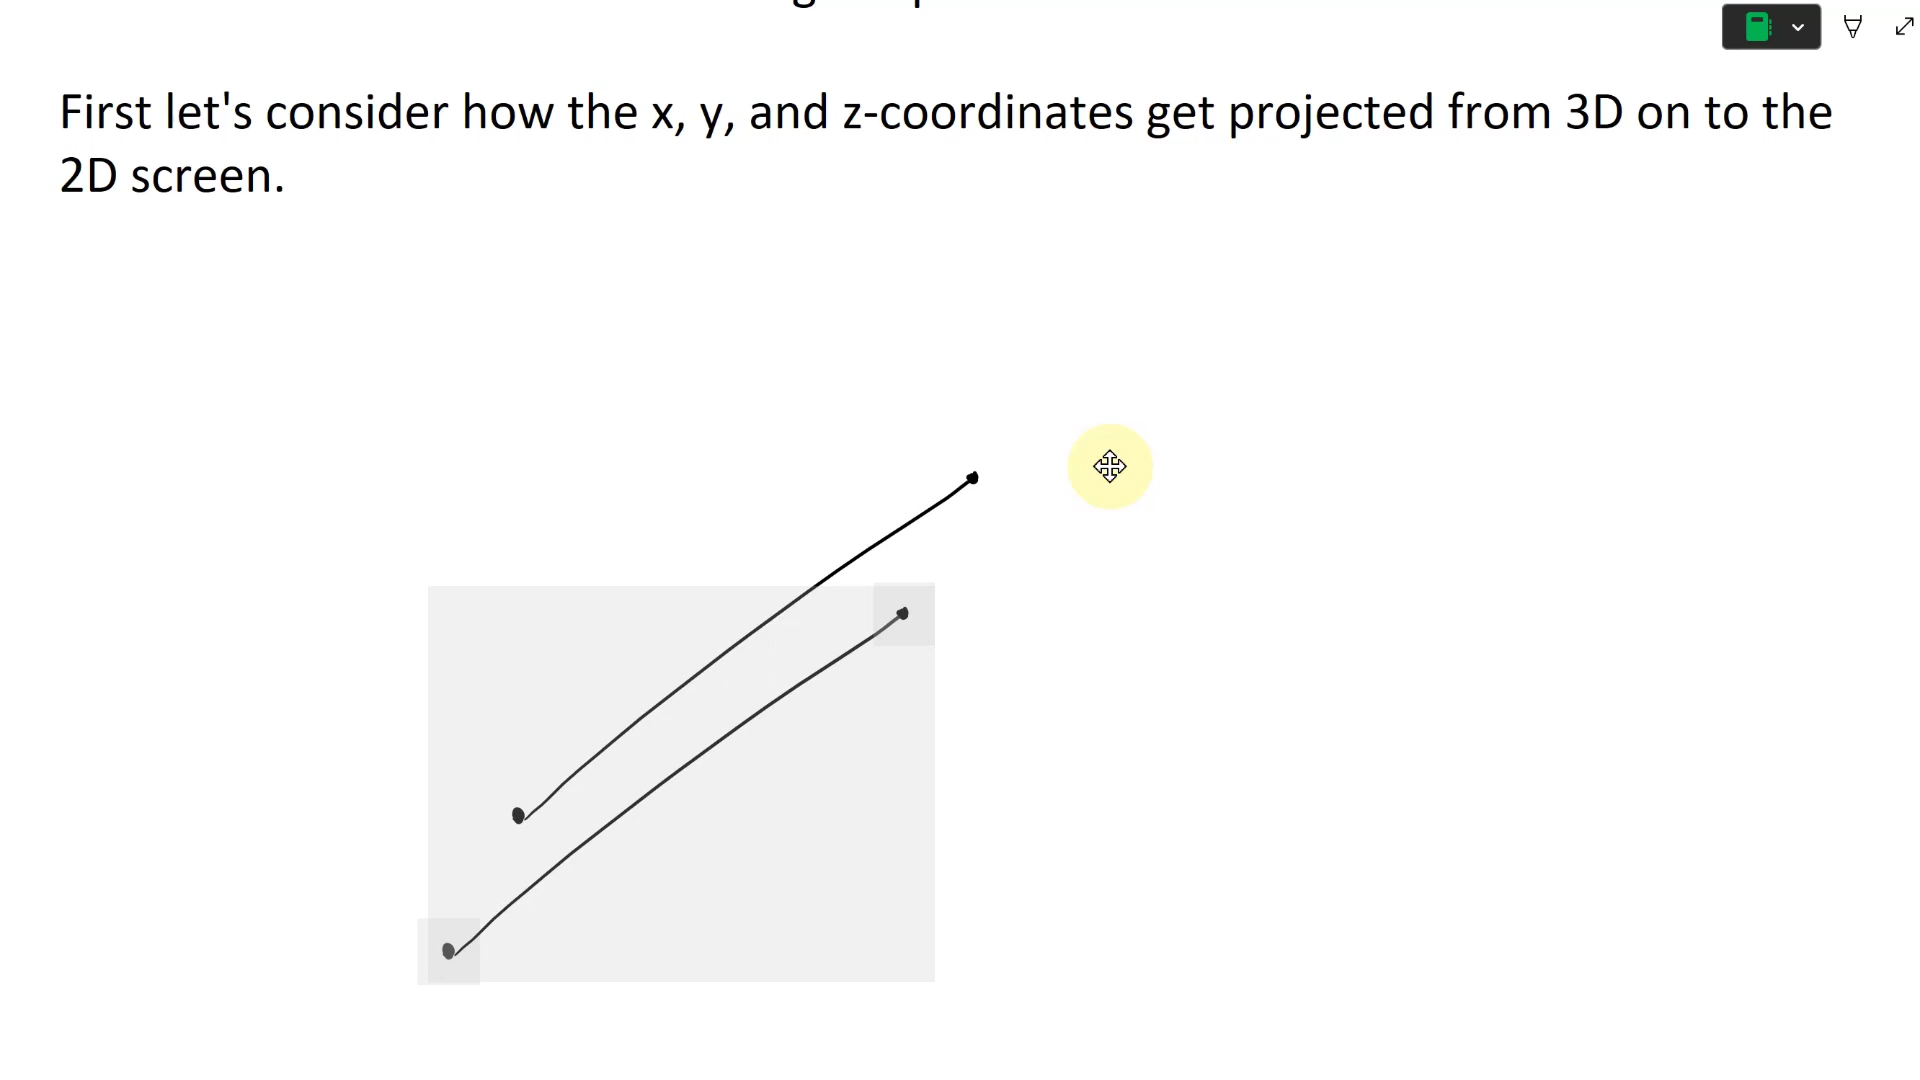 First let's consider how the x, y, and z-coordinates get projected from 3D on to the
2D screen.